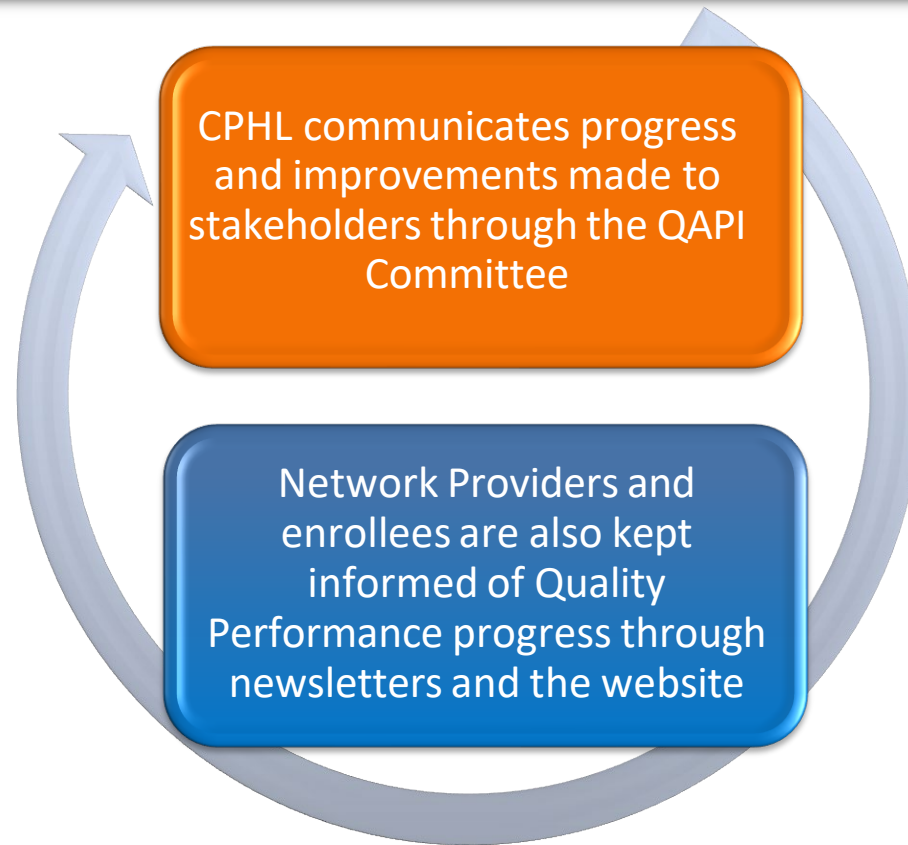 CPHL communicates progress
and improvements made to
stakeholders through the QAPI
Committee
Network Providers and
enrollees are also kept
informed of Quality
Performance progress through
newsletters and the website